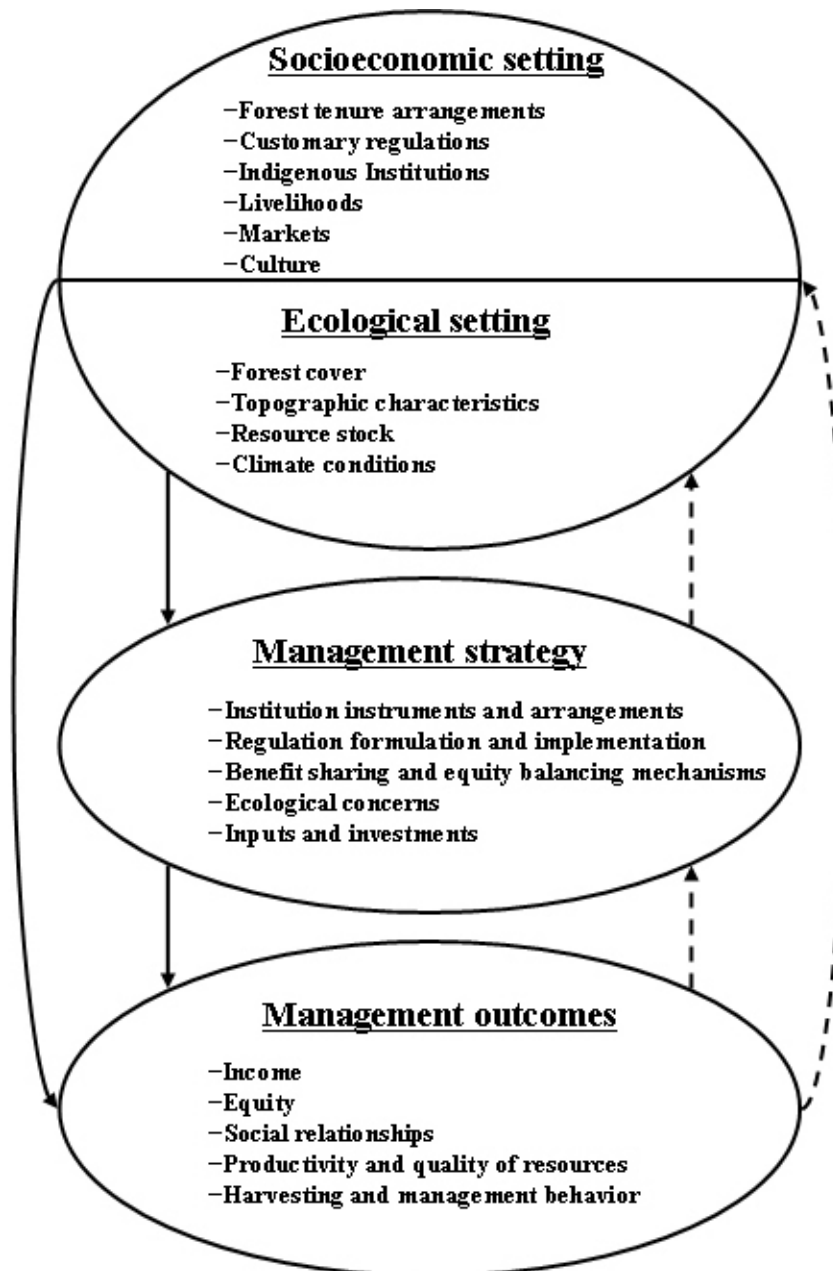 Socioeconomic setting
−Forest tenure arrangements
−Customary regulations
−Indigenous Institutions
−Livelihoods
−Markets
−Culture
Ecological setting
−Forest cover
−Topographic characteristics
−Resource stock
−Climate conditions
Management strategy
−Institution instruments and arrangements
−Regulation formulation and implementation
−Benefit sharing and equity balancing mechanisms
−Ecological concerns
−Inputs and investments
Management outcomes
−Income
−Equity
−Social relationships
−Productivity and quality of resources
−Harvesting and management behavior